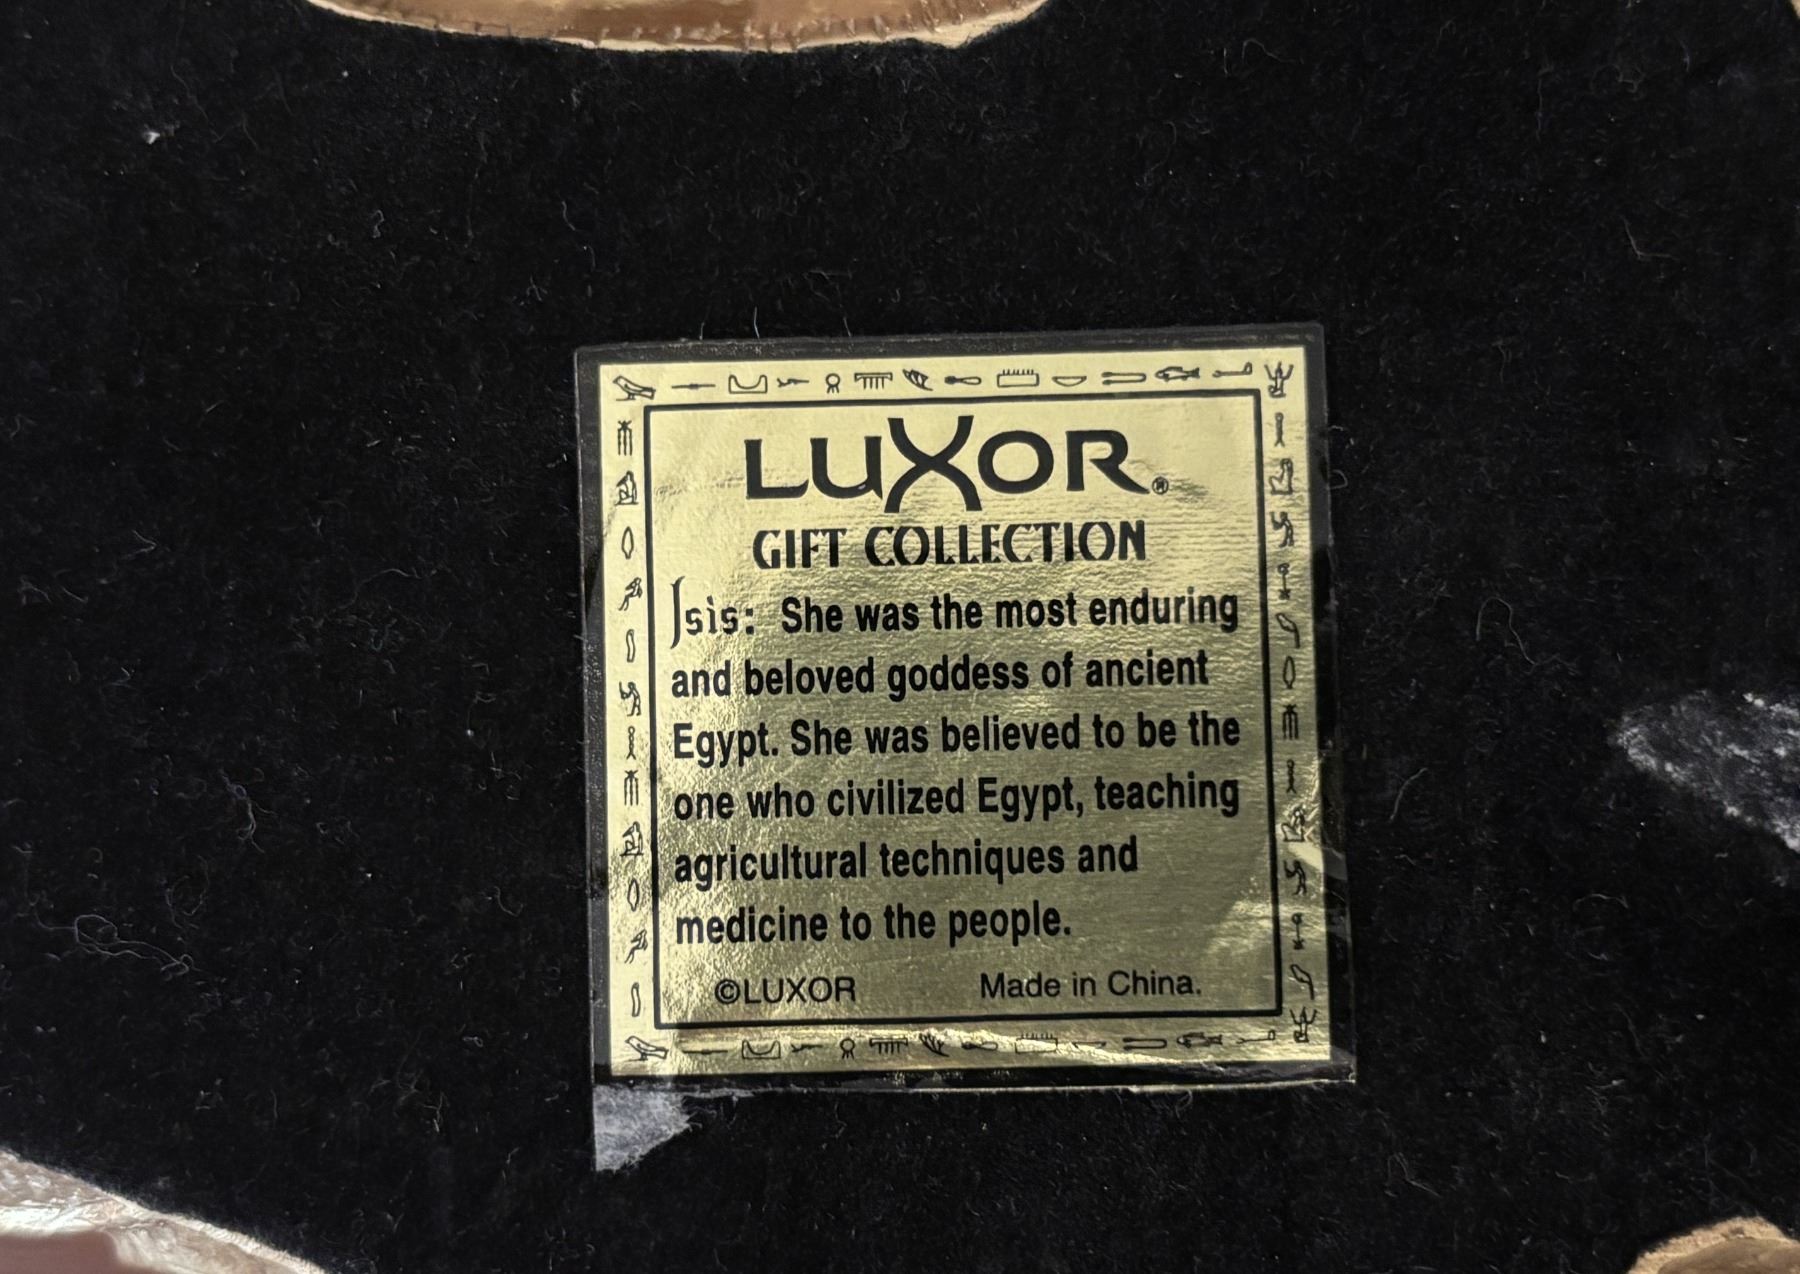 LUXOR®
GIFT COLLECTION
Isis: She was the most enduring
and beloved goddess of ancient
Egypt. She was believed to be the
one who civilized Egypt, teaching
agricultural techniques and
medicine to the people.
©LUXOR Made in China.